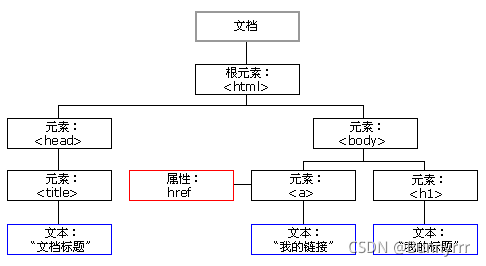 文档
根元素：
<html>
元素：
<head>
元素：
<body>
元素：
<title>
属性：
href
元素：
<a>
元素：
<h1>
文本：
“文档标题”
文本：
“我的链接”
文本：
“我的标题”
CSDN